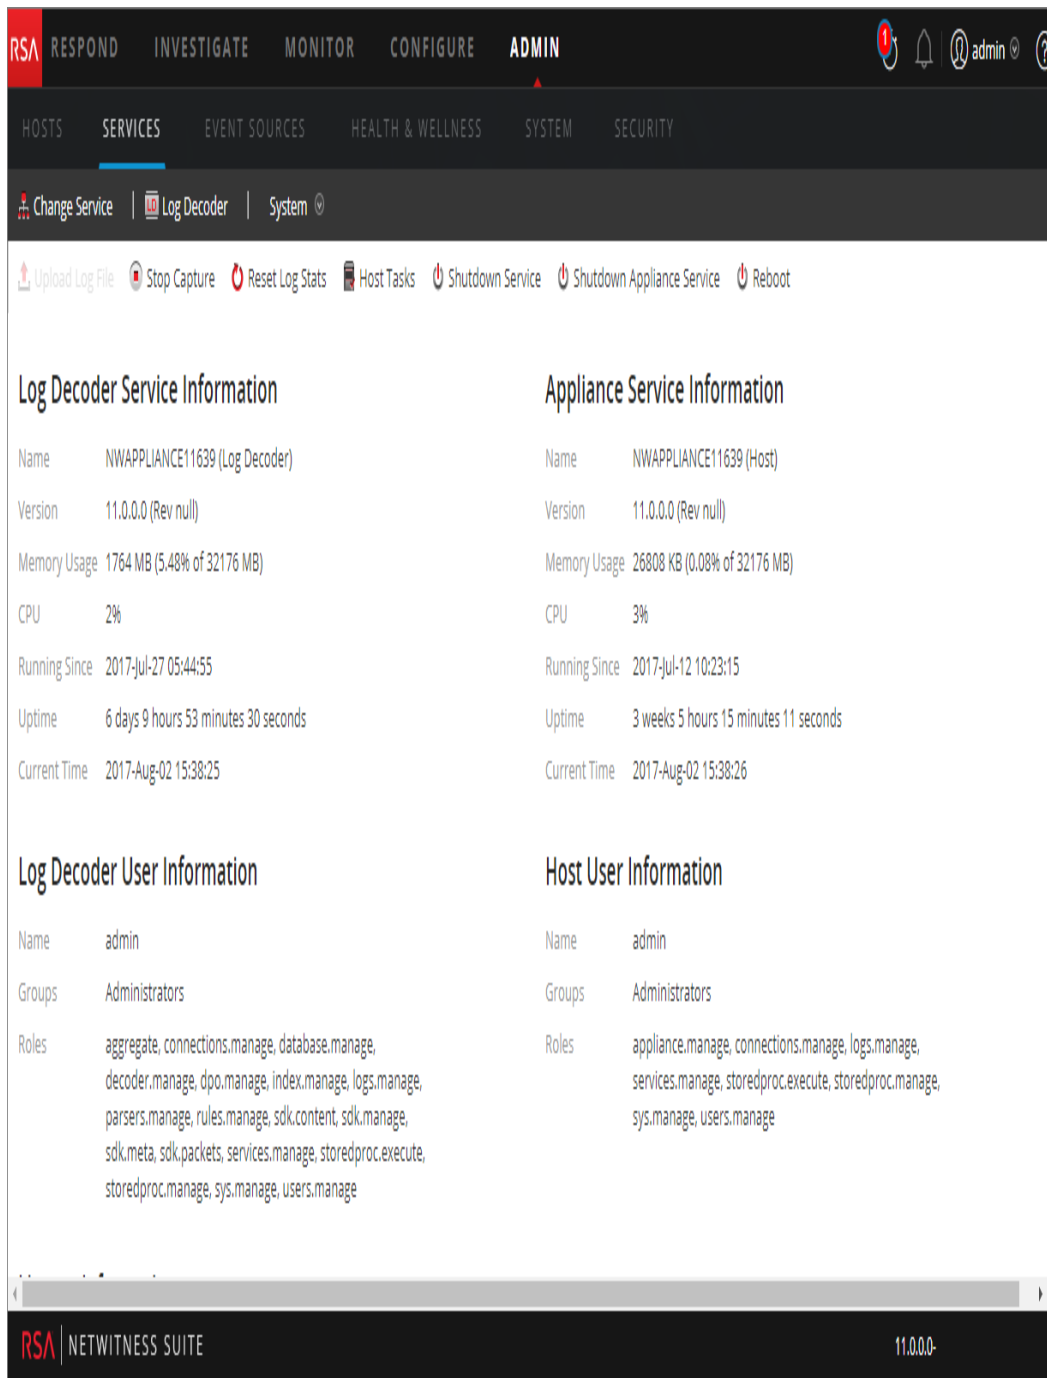 RSA RESPOND INVESTIGATE MONITOR CONFIGURE ADMIN 1 admin ?
HOSTS SERVICES EVENT SOURCES HEALTH & WELLNESS SYSTEM SECURITY
Change Service | LD Log Decoder | System
Upload Log File Stop Capture Reset Log Stats Host Tasks Shutdown Service Shutdown Appliance Service Reboot
Log Decoder Service Information
Name NWAPPLIANCE11639 (Log Decoder)
Version 11.0.0.0 (Rev null)
Memory Usage 1764 MB (5.48% of 32176 MB)
CPU 2%
Running Since 2017-Jul-27 05:44:55
Uptime 6 days 9 hours 53 minutes 30 seconds
Current Time 2017-Aug-02 15:38:25
Appliance Service Information
Name NWAPPLIANCE11639 (Host)
Version 11.0.0.0 (Rev null)
Memory Usage 26808 KB (0.08% of 32176 MB)
CPU 3%
Running Since 2017-Jul-12 10:23:15
Uptime 3 weeks 5 hours 15 minutes 11 seconds
Current Time 2017-Aug-02 15:38:26
Log Decoder User Information
Name admin
Groups Administrators
Roles aggregate, connections.manage, database.manage,
decoder.manage, dpo.manage, index.manage, logs.manage,
parsers.manage, rules.manage, sdk.content, sdk.manage,
sdk.meta, sdk.packets, services.manage, storedproc.execute,
storedproc.manage, sys.manage, users.manage
Host User Information
Name admin
Groups Administrators
Roles appliance.manage, connections.manage, logs.manage,
services.manage, storedproc.execute, storedproc.manage,
sys.manage, users.manage
RSA | NETWITNESS SUITE 11.0.0.0-